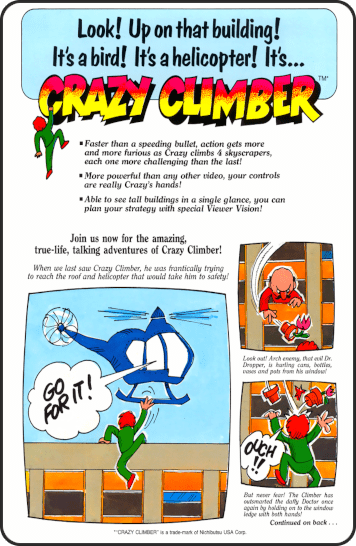 Look! Up on that building!
It's a bird! It's a helicopter! It's...
CRAZY CLIMBER™
▪ Faster than a speeding bullet, action gets more
and more furious as Crazy climbs 4 skyscrapers,
each one more challenging than the last!
▪ More powerful than any other video, your controls
are really Crazy's hands!
▪ Able to see tall buildings in a single glance, you can
plan your strategy with special Viewer Vision!
Join us now for the amazing,
true-life, talking adventures of Crazy Climber!
When we last saw Crazy Climber, he was frantically trying
to reach the roof and helicopter that would take him to safety!
GO
FOR IT!
Look out! Arch enemy, that evil Dr.
Dropper, is hurling cans, bottles,
vases and pots from his window!
OUCH
!!
But never fear! The Climber has
outsmarted the daffy Doctor once
again by holding on to the window
ledge with both hands!
Continued on back . . .
"CRAZY CLIMBER" is a trade-mark of Nichibutsu USA Corp.